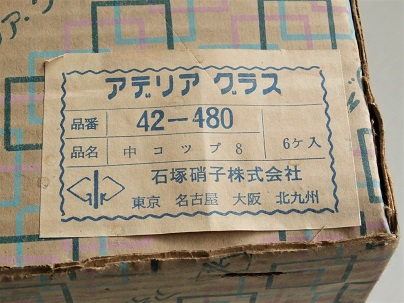 アデリア グラス
品番 42-480
品名 中コップ8 6ケ入
石塚硝子株式会社
東京 名古屋 大阪 北九州